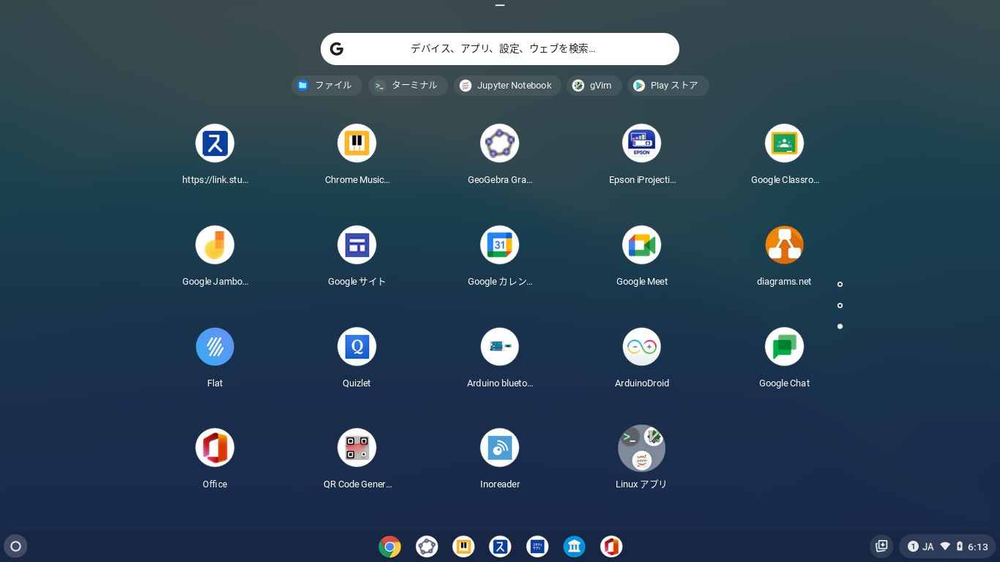 デバイス、アプリ、設定、ウェブを検索...
ファイル
ターミナル
Jupyter Notebook
gVim
Play ストア
https://link.stu...
Chrome Music...
GeoGebra Gra...
EPSON
Epson iProjecti...
Google Classro...
Google Jambo...
Google サイト
31
Google カレン...
Google Meet
diagrams.net
Flat
Q
Quizlet
Arduino blueto...
ArduinoDroid
Google Chat
Office
QR Code Gener...
Inoreader
Linux アプリ
1 JA 6:13